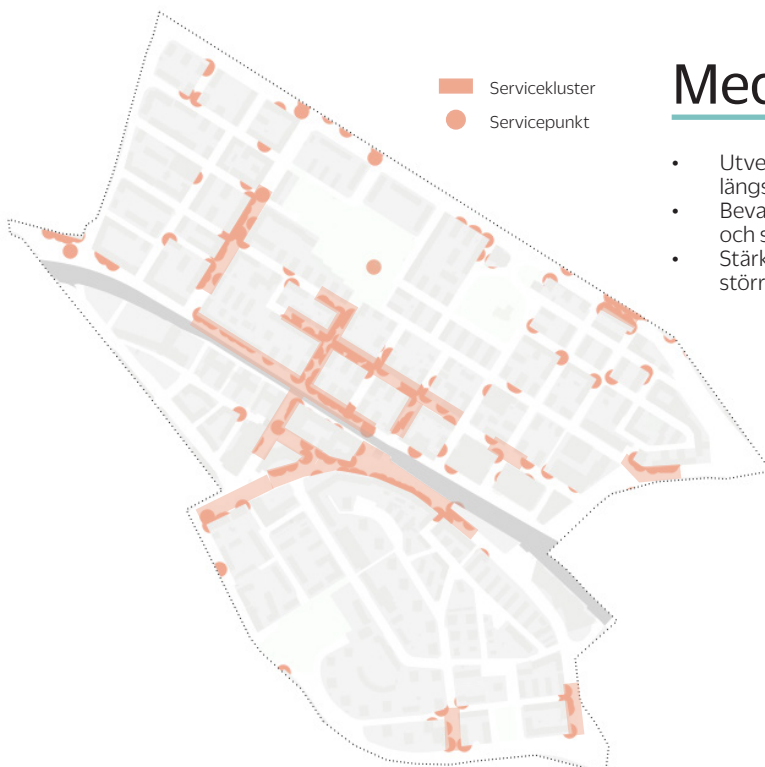 Servicekluster
Servicepunkt
Med
• Utve
längs
• Beva
och s
• Stärk
störr